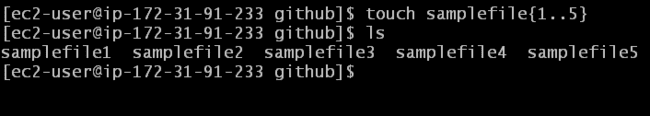 [ec2-user@ip-172-31-91-233 github]$ touch samplefile{1..5}
[ec2-user@ip-172-31-91-233 github]$ ls
samplefile1  samplefile2  samplefile3  samplefile4  samplefile5
[ec2-user@ip-172-31-91-233 github]$